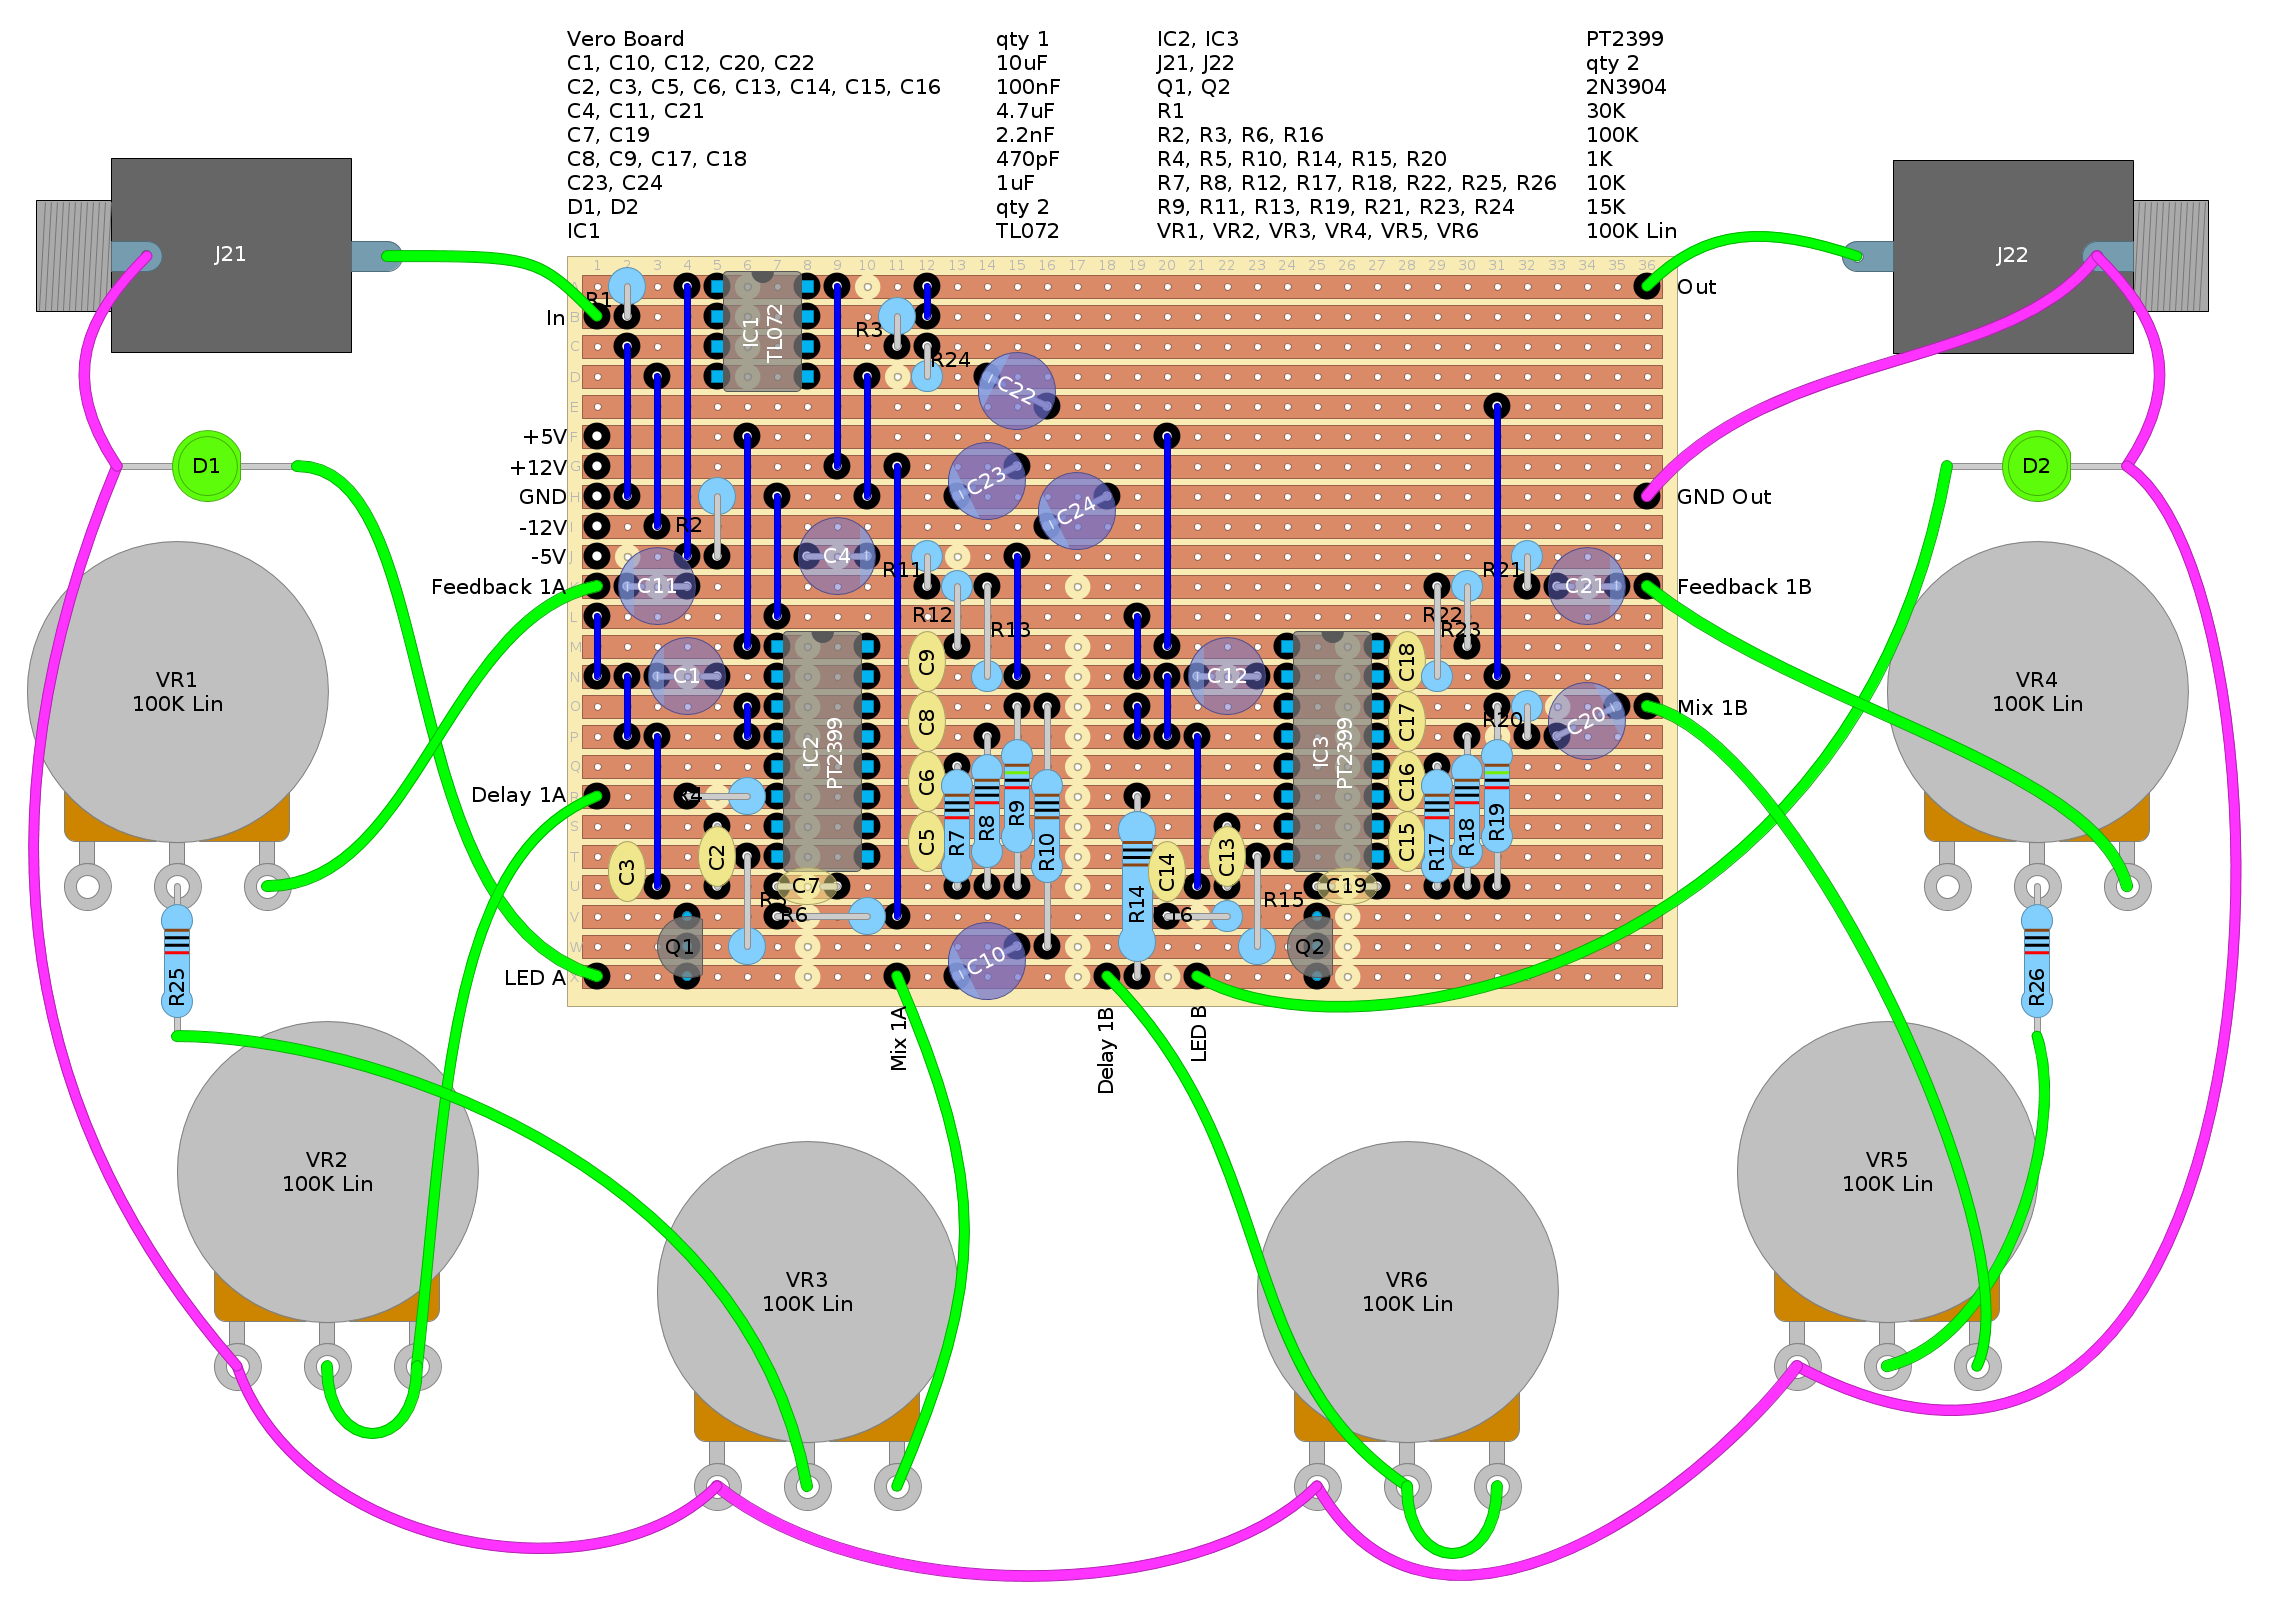 Vero Board qty 1 IC2, IC3 PT2399
C1, C10, C12, C20, C22 10uF J21, J22 qty 2
C2, C3, C5, C6, C13, C14, C15, C16 100nF Q1, Q2 2N3904
C4, C11, C21 4.7uF R1 30K
C7, C19 2.2nF R2, R3, R6, R16 100K
C8, C9, C17, C18 470pF R4, R5, R10, R14, R15, R20 1K
C23, C24 1uF R7, R8, R12, R17, R18, R22, R25, R26 10K
D1, D2 qty 2 R9, R11, R13, R19, R21, R23, R24 15K
IC1 TL072 VR1, VR2, VR3, VR4, VR5, VR6 100K Lin
J21
J22
1 2 3 4 5 6 7 8 9 10 11 12 13 14 15 16 17 18 19 20 21 22 23 24 25 26 27 28 29 30 31 32 33 34 35 36
Out
R1
In
B
IC1
TL072
R3
C
R24
D
C22
E
+5V
F
D1
D2
+12V
G
C23
GND
H
GND Out
C24
-12V
R2
-5V
J
C4
R11
R21
Feedback 1A
C11
C21
Feedback 1B
L
R12
R22
R13
R23
M
C9
C18
VR1
100K Lin
N
C1
C12
VR4
100K Lin
O
C8
C17
R20
C20
Mix 1B
P
IC2
PT2399
IC3
PT2399
Q
C6
C16
Delay 1A
R4
R9
R19
S
C5
R7
R8
R10
C15
R17
R18
T
C3
C2
C14
C13
U
C7
C19
R14
R15
V
R6
6
W
Q1
Q2
C10
LED A
R25
R26
Mix 1A
Delay 1B
LED B
VR2
100K Lin
VR5
100K Lin
VR3
100K Lin
VR6
100K Lin